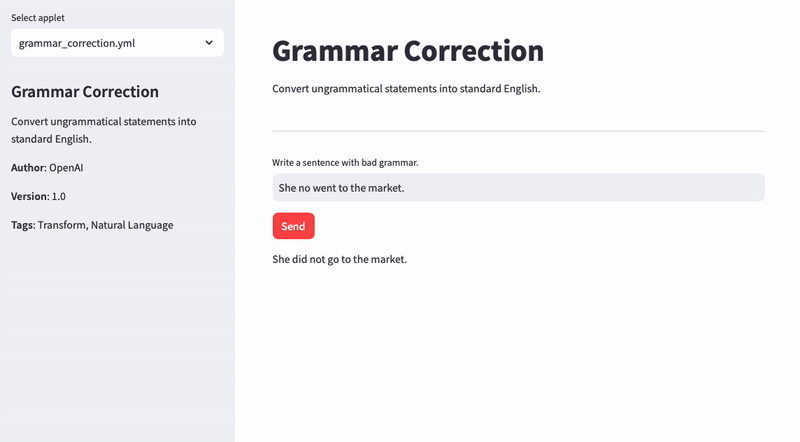 Select applet
grammar_correction.yml
Grammar Correction
Convert ungrammatical statements into
standard English.
Author: OpenAI
Version: 1.0
Tags: Transform, Natural Language
Grammar Correction
Convert ungrammatical statements into standard English.
Write a sentence with bad grammar.
She no went to the market.
Send
She did not go to the market.